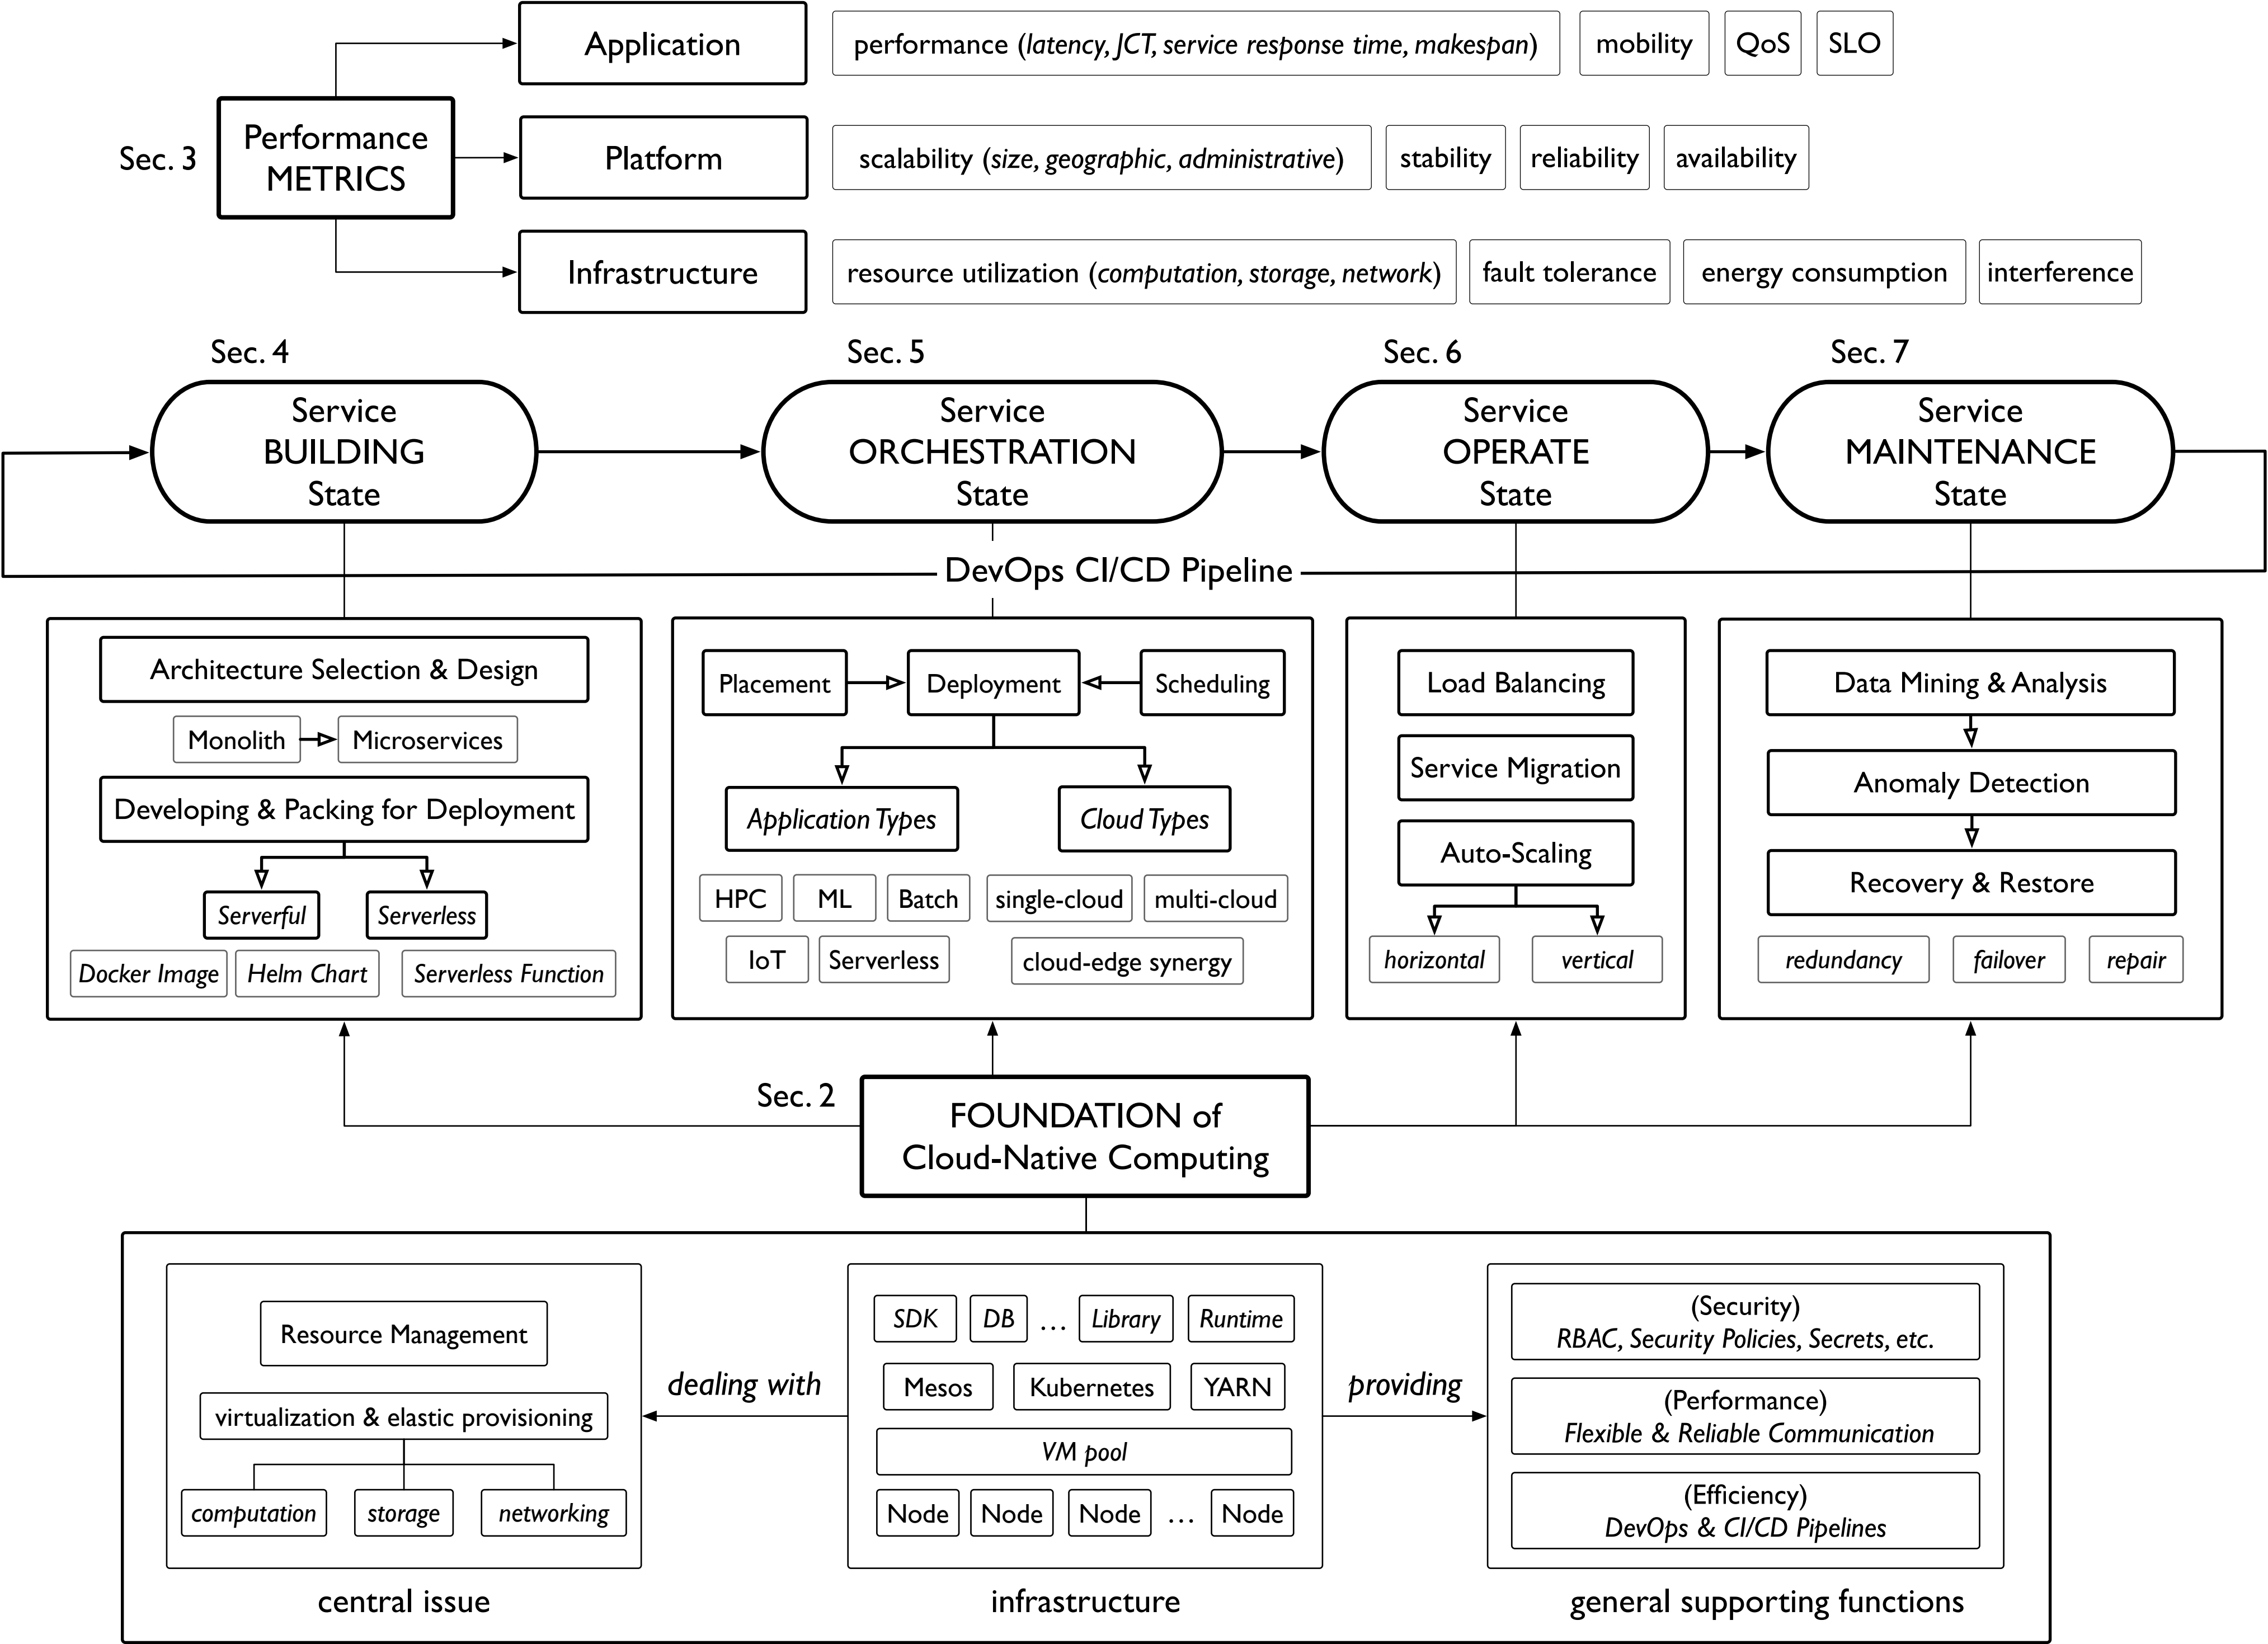 Application
performance (latency, JCT, service response time, makespan)
mobility
QoS
SLO
Sec. 3
Performance
METRICS
Platform
scalability (size, geographic, administrative)
stability
reliability
availability
Infrastructure
resource utilization (computation, storage, network)
fault tolerance
energy consumption
interference
Sec. 4
Service
BUILDING
State
Sec. 5
Service
ORCHESTRATION
State
Sec. 6
Service
OPERATE
State
Sec. 7
Service
MAINTENANCE
State
DevOps CI/CD Pipeline
Architecture Selection & Design
Monolith
Microservices
Developing & Packing for Deployment
Serverful
Serverless
Docker Image
Helm Chart
Serverless Function
Placement
Deployment
Scheduling
Application Types
Cloud Types
HPC
ML
Batch
single-cloud
multi-cloud
IoT
Serverless
cloud-edge synergy
Load Balancing
Service Migration
Auto-Scaling
horizontal
vertical
Data Mining & Analysis
Anomaly Detection
Recovery & Restore
redundancy
failover
repair
Sec. 2
FOUNDATION of
Cloud-Native Computing
Resource Management
virtualization & elastic provisioning
computation
storage
networking
central issue
dealing with
SDK
DB
...
Library
Runtime
Mesos
Kubernetes
YARN
VM pool
Node
Node
Node
...
Node
infrastructure
providing
(Security)
RBAC, Security Policies, Secrets, etc.
(Performance)
Flexible & Reliable Communication
(Efficiency)
DevOps & CI/CD Pipelines
general supporting functions